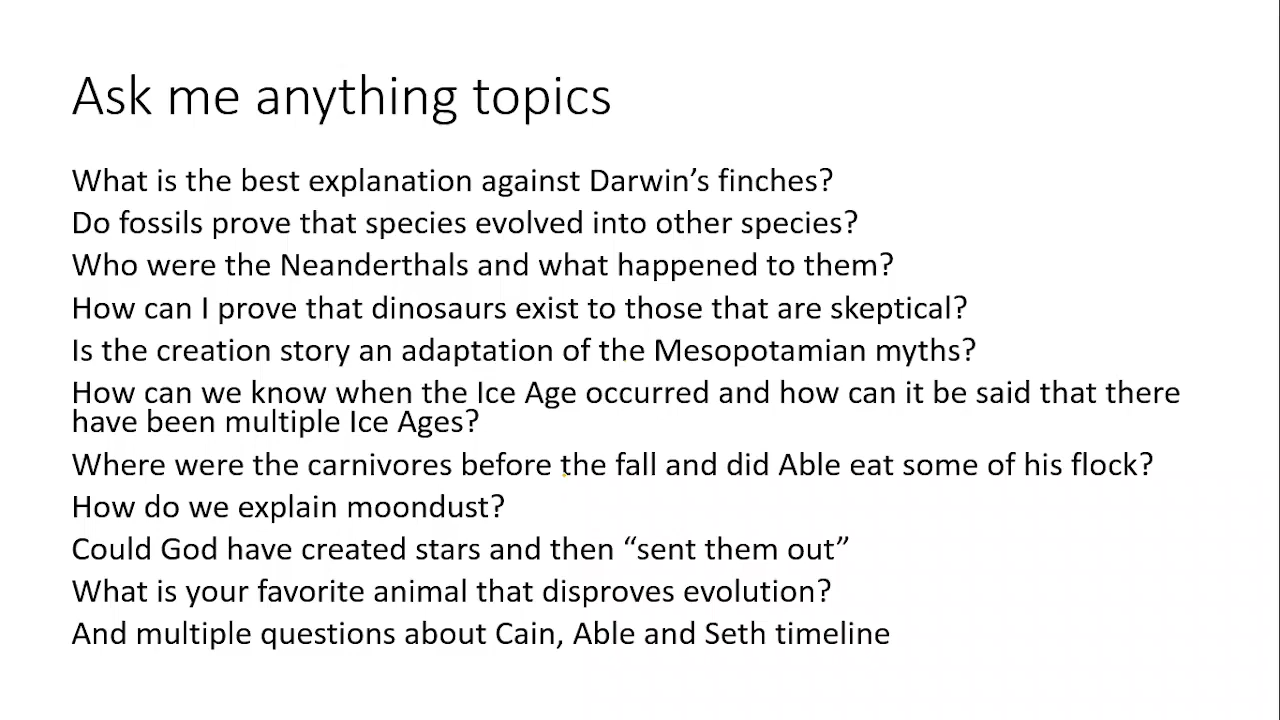 Ask me anything topics
What is the best explanation against Darwin’s finches?
Do fossils prove that species evolved into other species?
Who were the Neanderthals and what happened to them?
How can I prove that dinosaurs exist to those that are skeptical?
Is the creation story an adaptation of the Mesopotamian myths?
How can we know when the Ice Age occurred and how can it be said that there
have been multiple Ice Ages?
Where were the carnivores before the fall and did Able eat some of his flock?
How do we explain moondust?
Could God have created stars and then “sent them out”
What is your favorite animal that disproves evolution?
And multiple questions about Cain, Able and Seth timeline